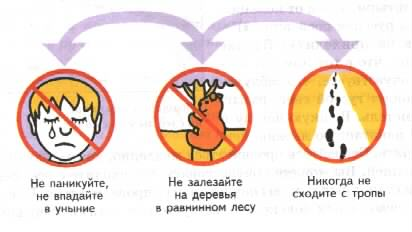 Не паникуйте,
не впадайте
в уныние
Не залезайте
на деревья
в равнинном лесу
Никогда не
сходите с тропы